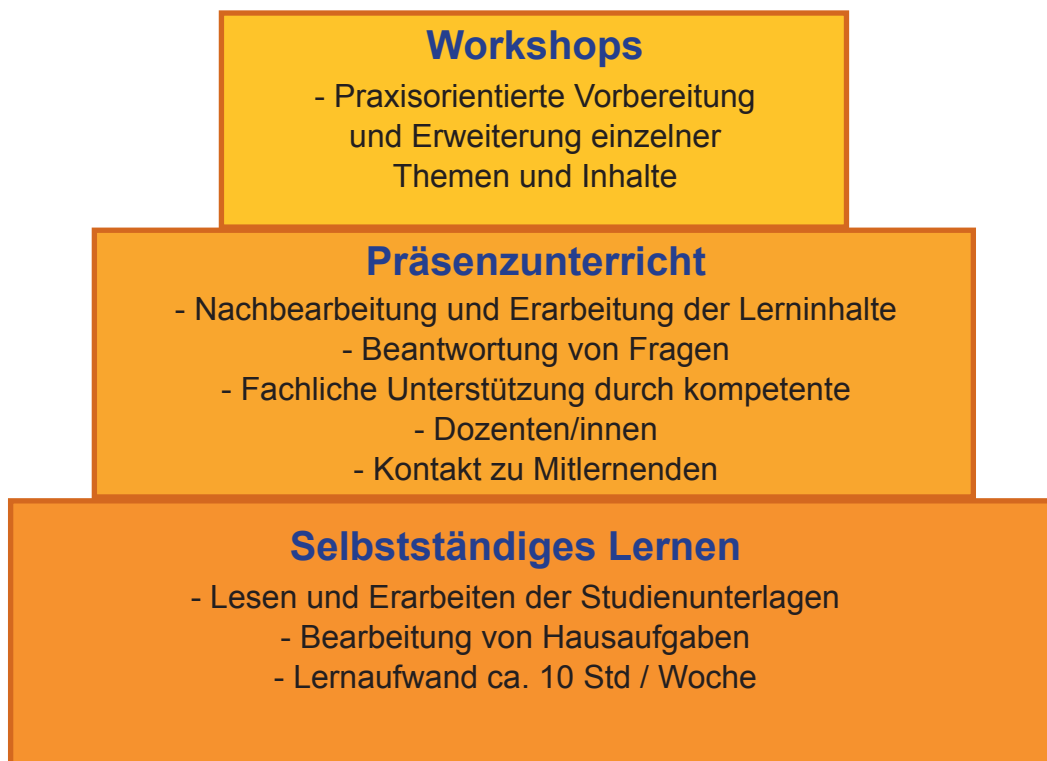 Workshops
- Praxisorientierte Vorbereitung
und Erweiterung einzelner
Themen und Inhalte
Präsenzunterricht
- Nachbearbeitung und Erarbeitung der Lerninhalte
- Beantwortung von Fragen
- Fachliche Unterstützung durch kompetente
- Dozenten/innen
- Kontakt zu Mitlernenden
Selbstständiges Lernen
- Lesen und Erarbeiten der Studienunterlagen
- Bearbeitung von Hausaufgaben
- Lernaufwand ca. 10 Std / Woche